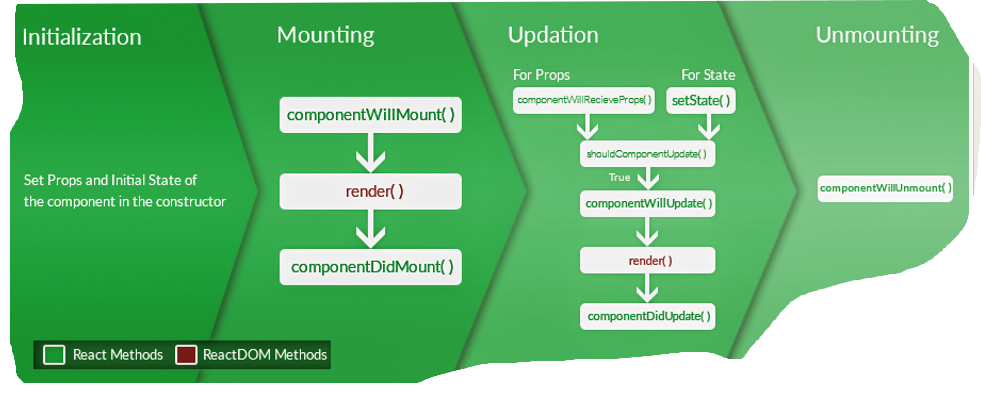 Initialization
Set Props and Initial State of
the component in the constructor
Mounting
componentWillMount( )
render( )
componentDidMount( )
Updation
For Props
For State
componentWillRecieveProps( )
setState( )
shouldComponentUpdate( )
True
componentWillUpdate( )
render( )
componentDidUpdate( )
Unmounting
componentWillUnmount( )
React Methods
ReactDOM Methods